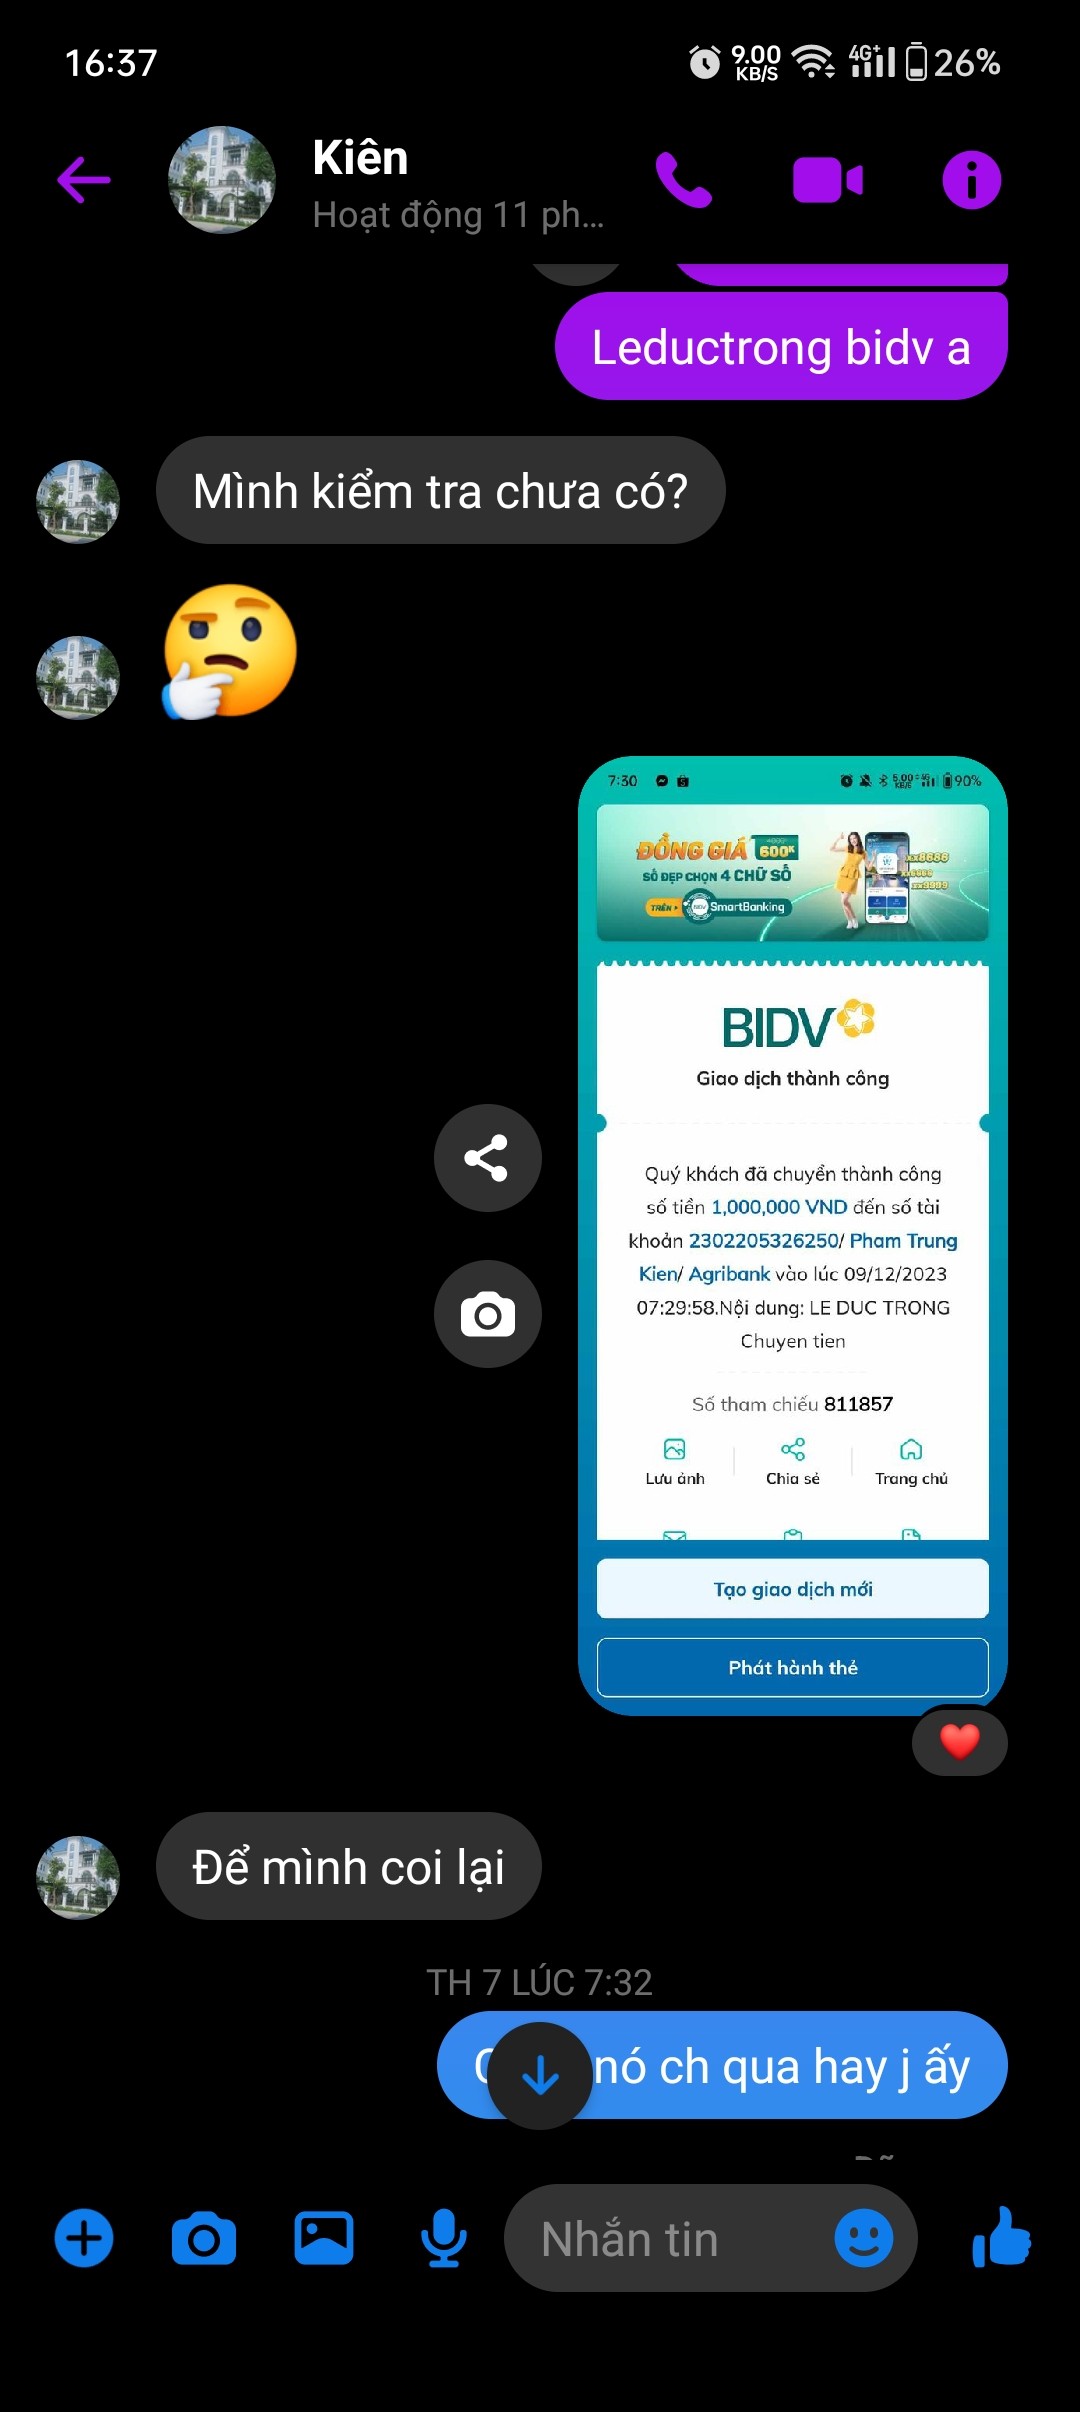 16:37
9.00
KB/S
4G+
26%
Kiên
Hoạt động 11 ph...
Leductrong bidv a
Mình kiểm tra chưa có?
7:30
5.00
KB/S
4G
90%
ĐỒNG GIÁ 600K
SỐ ĐẸP CHỌN 4 CHỮ SỐ
TRÊN BIDV SmartBanking
xx8686
xx6666
xx9999
BIDV
Giao dịch thành công
Quý khách đã chuyển thành công
số tiền 1,000,000 VND đến số tài
khoản 2302205326250/ Pham Trung
Kien/ Agribank vào lúc 09/12/2023
07:29:58.Nội dung: LE DUC TRONG
Chuyen tien
Số tham chiếu 811857
Lưu ảnh
Chia sẻ
Trang chủ
Tạo giao dịch mới
Phát hành thẻ
Để mình coi lại
TH 7 LÚC 7:32
nó ch qua hay j ấy
Nhắn tin